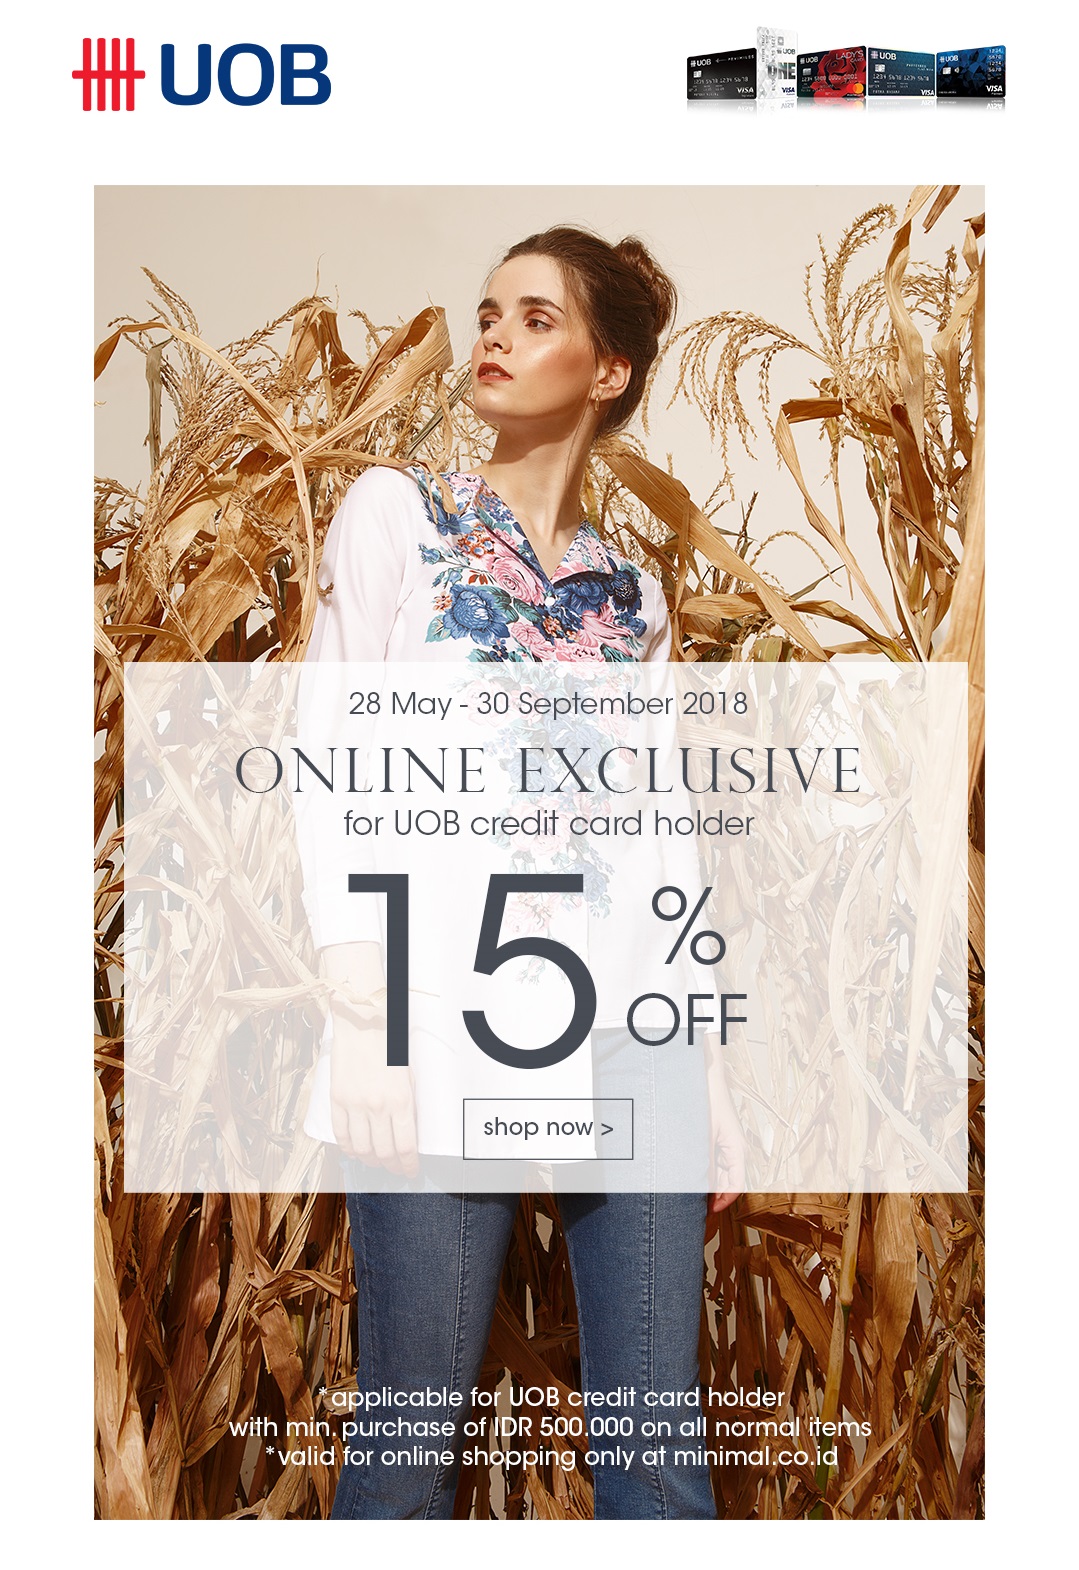 UOB
28 May - 30 September 2018
ONLINE EXCLUSIVE
for UOB credit card holder
15 %
OFF
shop now >
*applicable for UOB credit card holder
with min. purchase of IDR 500.000 on all normal items
*valid for online shopping only at minimal.co.id